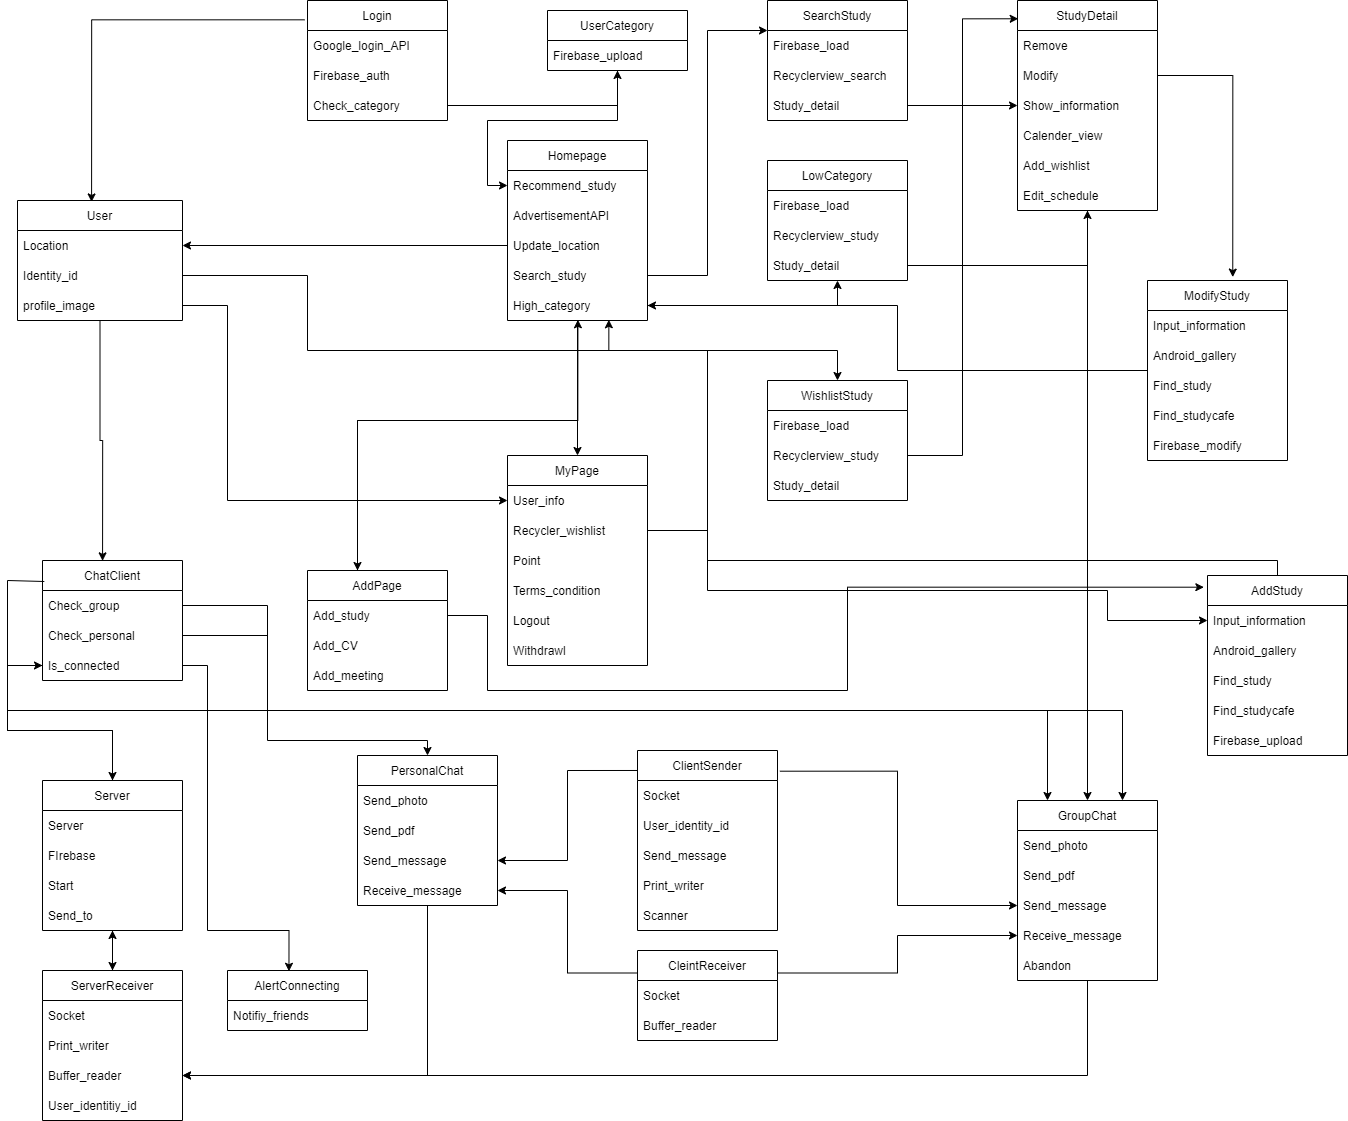 Login
Google_login_API
Firebase_auth
Check_category
UserCategory
Firebase_upload
SearchStudy
Firebase_load
Recyclerview_search
Study_detail
StudyDetail
Remove
Modify
Show_information
Calender_view
Add_wishlist
Edit_schedule
Homepage
Recommend_study
AdvertisementAPI
Update_location
Search_study
High_category
LowCategory
Firebase_load
Recyclerview_study
Study_detail
User
Location
Identity_id
profile_image
ModifyStudy
Input_information
Android_gallery
Find_study
Find_studycafe
Firebase_modify
WishlistStudy
Firebase_load
Recyclerview_study
Study_detail
MyPage
User_info
Recycler_wishlist
Point
Terms_condition
Logout
Withdrawl
ChatClient
Check_group
Check_personal
Is_connected
AddPage
Add_study
Add_CV
Add_meeting
AddStudy
Input_information
Android_gallery
Find_study
Find_studycafe
Firebase_upload
Server
Server
FIrebase
Start
Send_to
PersonalChat
Send_photo
Send_pdf
Send_message
Receive_message
ClientSender
Socket
User_identity_id
Send_message
Print_writer
Scanner
GroupChat
Send_photo
Send_pdf
Send_message
Receive_message
Abandon
ServerReceiver
Socket
Print_writer
Buffer_reader
User_identitiy_id
AlertConnecting
Notifiy_friends
CleintReceiver
Socket
Buffer_reader